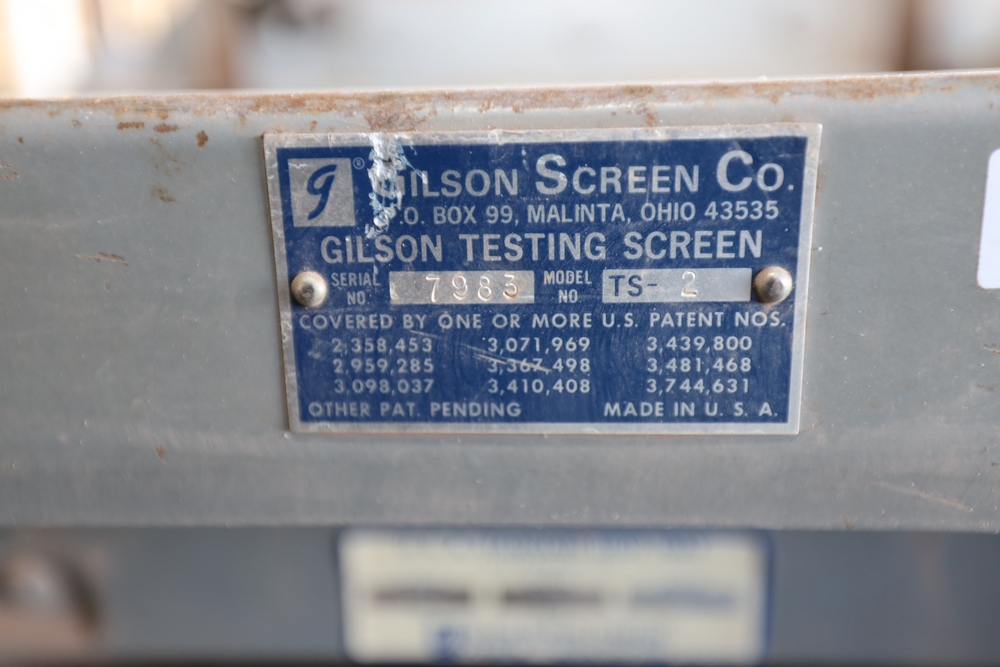 g® GILSON SCREEN CO.
P.O. BOX 99, MALINTA, OHIO 43535
GILSON TESTING SCREEN
SERIAL NO. 7983 MODEL NO TS- 2
COVERED BY ONE OR MORE U.S. PATENT NOS.
2,358,453 3,071,969 3,439,800
2,959,285 3,367,498 3,481,468
3,098,037 3,410,408 3,744,631
OTHER PAT. PENDING MADE IN U. S. A.